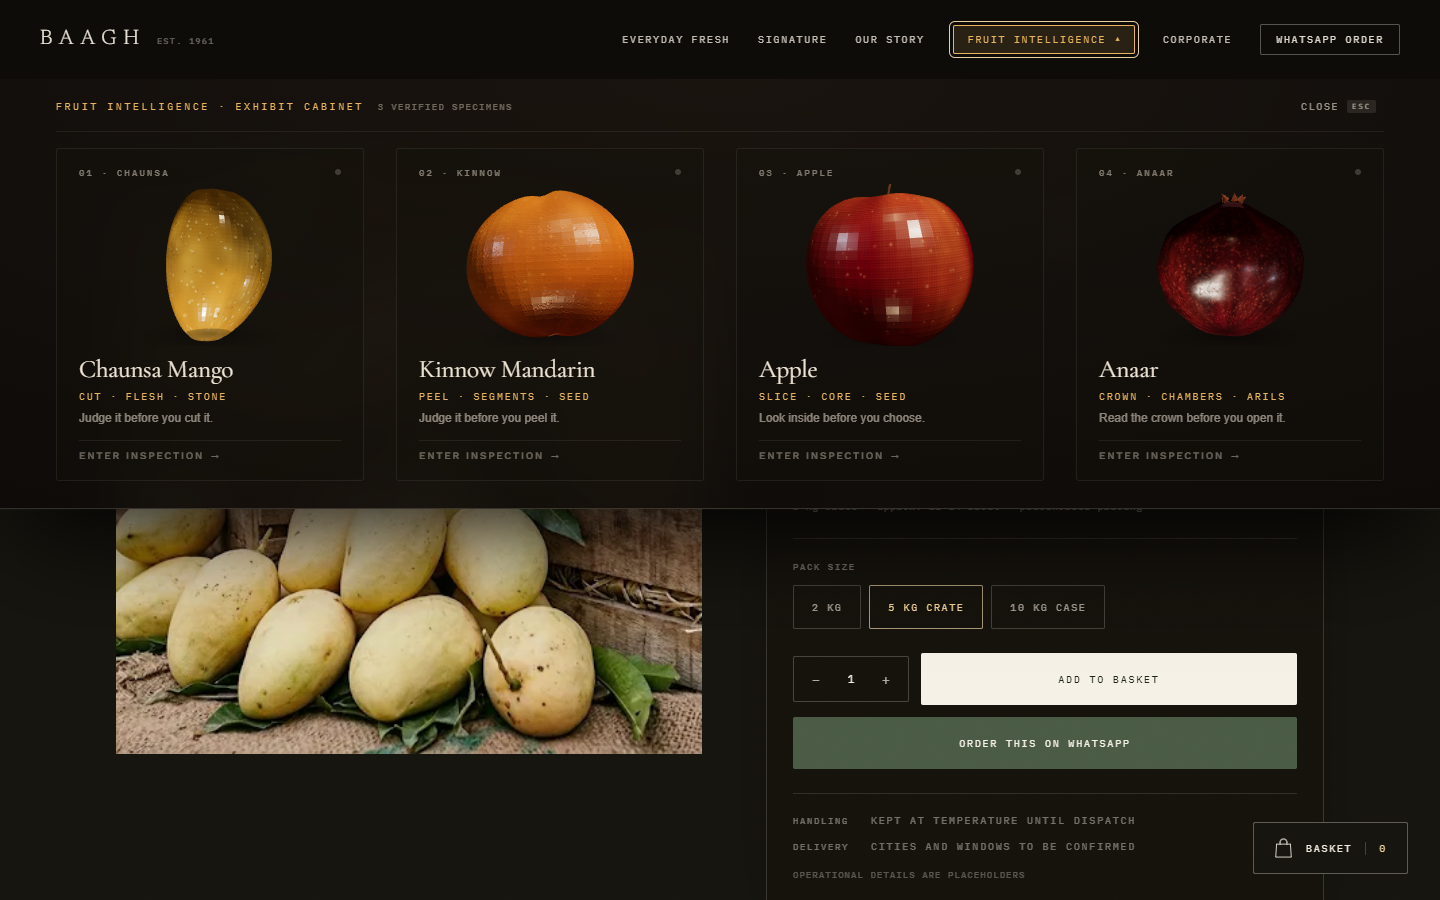 BAAGH EST. 1961
EVERYDAY FRESH SIGNATURE OUR STORY FRUIT INTELLIGENCE ▲ CORPORATE WHATSAPP ORDER
FRUIT INTELLIGENCE · EXHIBIT CABINET 3 VERIFIED SPECIMENS CLOSE ESC
01 · CHAUNSA
Chaunsa Mango
CUT · FLESH · STONE
Judge it before you cut it.
ENTER INSPECTION →
02 · KINNOW
Kinnow Mandarin
PEEL · SEGMENTS · SEED
Judge it before you peel it.
ENTER INSPECTION →
03 · APPLE
Apple
SLICE · CORE · SEED
Look inside before you choose.
ENTER INSPECTION →
04 · ANAAR
Anaar
CROWN · CHAMBERS · ARILS
Read the crown before you open it.
ENTER INSPECTION →
PACK SIZE
2 KG 5 KG CRATE 10 KG CASE
− 1 + ADD TO BASKET
ORDER THIS ON WHATSAPP
HANDLING KEPT AT TEMPERATURE UNTIL DISPATCH
DELIVERY CITIES AND WINDOWS TO BE CONFIRMED
OPERATIONAL DETAILS ARE PLACEHOLDERS
BASKET 0